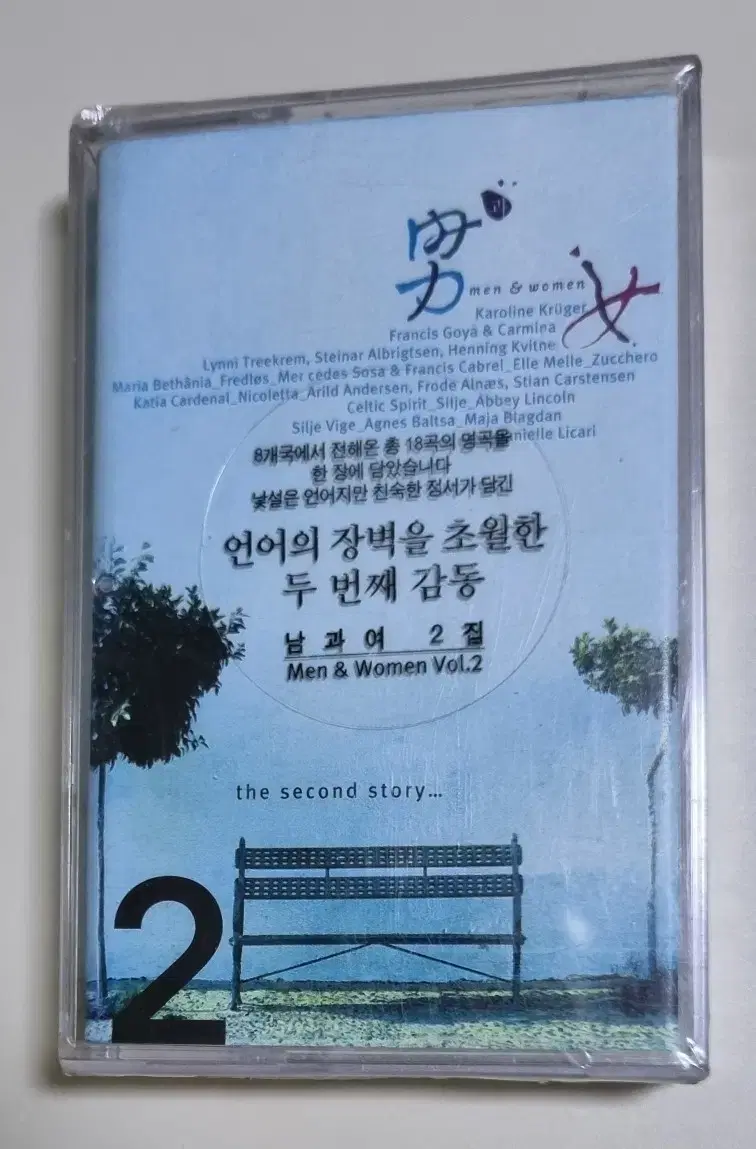 男
과
女
men & women
Karoline Krüger
Francis Goya & Carmina
Lynni Treekrem, Steinar Albrigtsen, Henning Kvitne
Maria Bethânia_Fredløs_Mer cedes Sosa & Francis Cabrel_Elle Melle_Zucchero
Katia Cardenal_Nicoletta_Arild Andersen, Frode Alnæs, Stian Carstensen
Celtic Spirit_Silje_Abbey Lincoln
Silje Vige_Agnes Baltsa_Maja Blagdan
nielle Licari
8개국에서 전해온 총 18곡의 명곡을
한 장에 담았습니다
낯설은 언어지만 친숙한 정서가 담긴
언어의 장벽을 초월한
두 번째 감동
남과여 2집
Men & Women Vol.2
the second story...
2